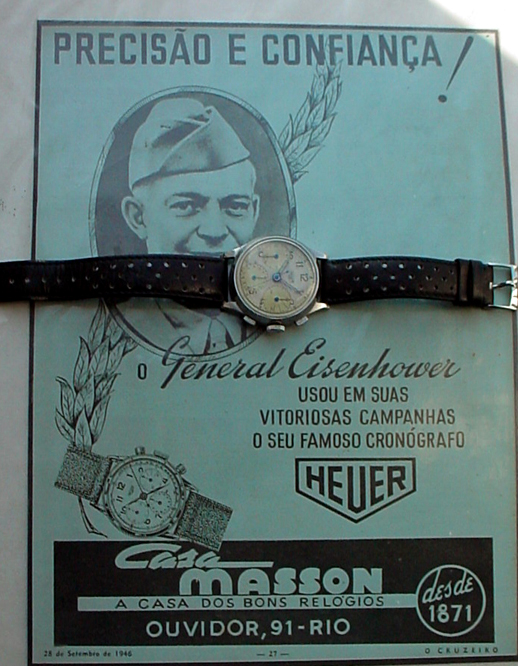 PRECISÃO E CONFIANÇA!
O General Eisenhower
USOU EM SUAS
VITORIOSAS CAMPANHAS
O SEU FAMOSO CRONÓGRAFO
HEUER
Casa
MASSON
A CASA DOS BONS RELÓGIOS
desde
1871
OUVIDOR, 91-RIO
28 de Setembro de 1946
— 27 —
O CRUZEIRO